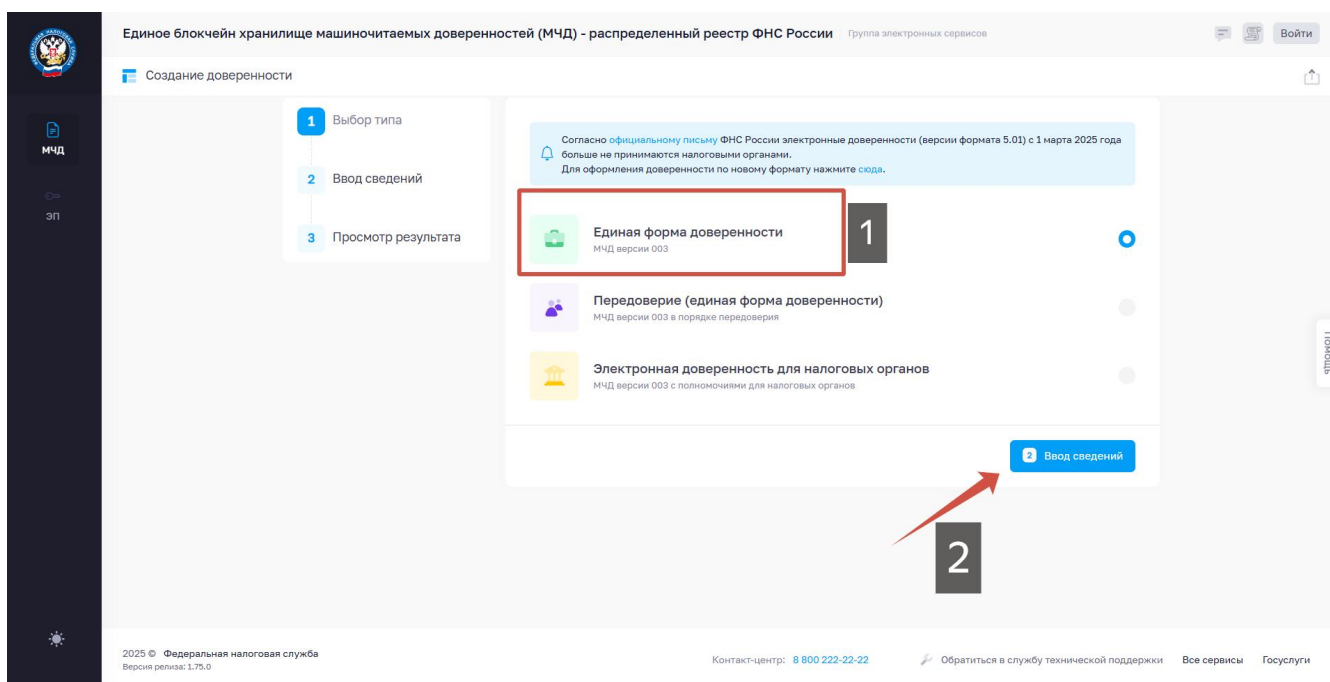 Единое блокчейн хранилище машиночитаемых доверенностей (МЧД) - распределенный реестр ФНС России
Группа электронных сервисов
Войти
Создание доверенности
МЧД
ЭП
1 Выбор типа
2 Ввод сведений
3 Просмотр результата
Согласно официальному письму ФНС России электронные доверенности (версии формата 5.01) с 1 марта 2025 года
больше не принимаются налоговыми органами.
Для оформления доверенности по новому формату нажмите сюда.
Единая форма доверенности
МЧД версии 003
1
Передоверие (единая форма доверенности)
МЧД версии 003 в порядке передоверия
Электронная доверенность для налоговых органов
МЧД версии 003 с полномочиями для налоговых органов
2 Ввод сведений
2
Помощь
2025 © Федеральная налоговая служба
Версия релиза: 1.75.0
Контакт-центр: 8 800 222-22-22
Обратиться в службу технической поддержки
Все сервисы
Госуслуги